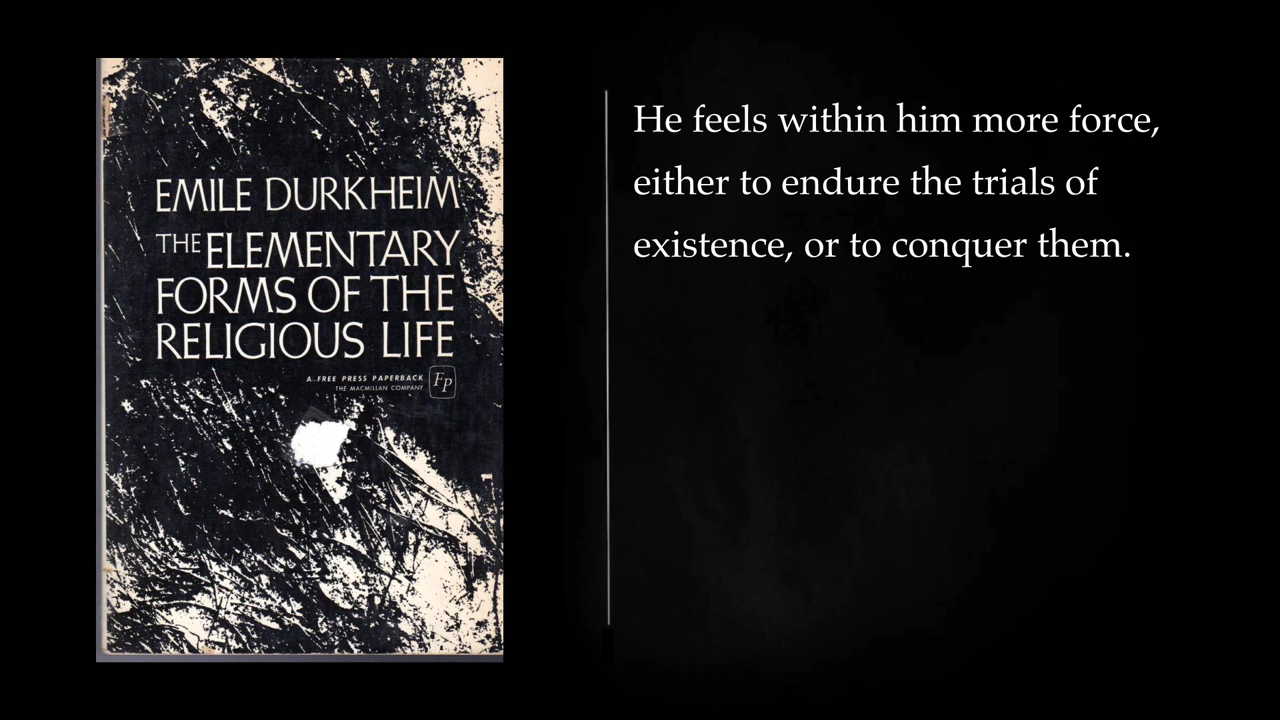 EMILE DURKHEIM
THE ELEMENTARY
FORMS OF THE
RELIGIOUS LIFE
A FREE PRESS PAPERBACK
THE MACMILLAN COMPANY
FP
He feels within him more force,
either to endure the trials of
existence, or to conquer them.